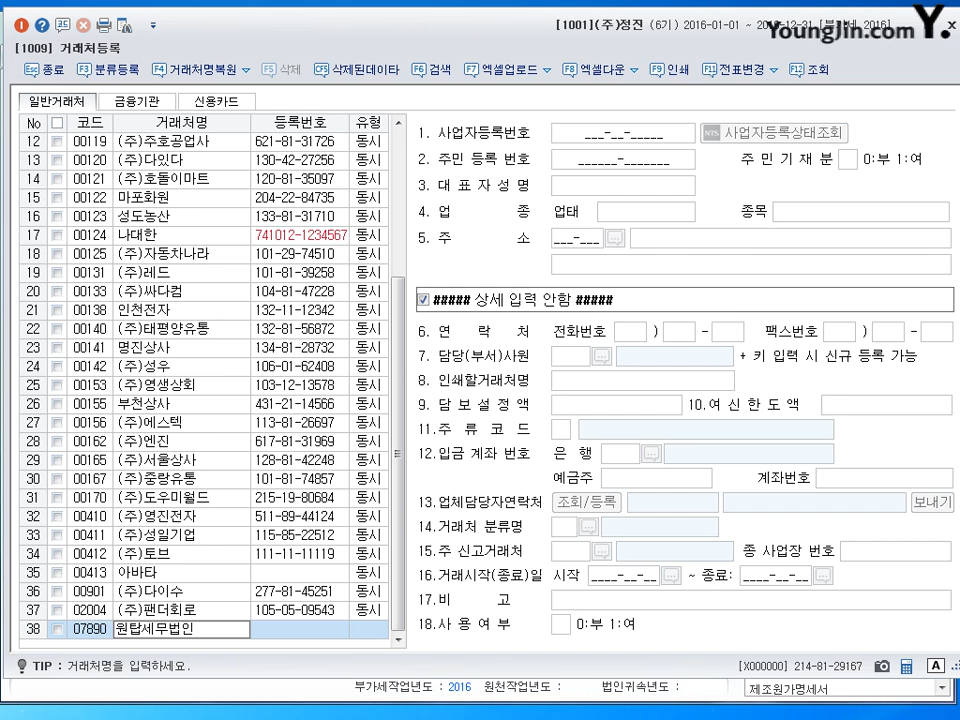 [1001](주)정진 (6기) 2016-01-01 ~
YoungJin.com Y.
[1009] 거래처등록
Esc 종료 F3 분류등록 F4 거래처명복원 F5 삭제 CF5 삭제된데이타 F6 검색 F7 엑셀업로드 F8 엑셀다운 F9 인쇄 F11 전표변경 F12 조회
일반거래처 금융기관 신용카드
No 코드 거래처명 등록번호 유형
12 00119 (주)주호공업사 621-81-31726 동시
13 00120 (주)다있다 130-42-27256 동시
14 00121 (주)호돌이마트 120-81-35097 동시
15 00122 마포화원 204-22-84735 동시
16 00123 성도농산 133-81-31710 동시
17 00124 나대한 741012-1234567 동시
18 00125 (주)자동차나라 101-29-74510 동시
19 00131 (주)레드 101-81-39258 동시
20 00133 (주)싸다컴 104-81-47228 동시
21 00138 인천전자 132-11-12342 동시
22 00140 (주)태평양유통 132-81-56872 동시
23 00141 명진상사 134-81-28732 동시
24 00142 (주)성우 106-01-62408 동시
25 00153 (주)영생상회 103-12-13578 동시
26 00155 부천상사 431-21-14566 동시
27 00156 (주)에스텍 113-81-26697 동시
28 00162 (주)엔진 617-81-31969 동시
29 00165 (주)서울상사 128-81-42248 동시
30 00167 (주)중랑유통 101-81-74857 동시
31 00170 (주)도우미월드 215-19-80684 동시
32 00410 (주)영진전자 511-89-44124 동시
33 00411 (주)성일기업 115-85-22512 동시
34 00412 (주)토브 111-11-11119 동시
35 00413 아바타 동시
36 00901 (주)다이수 277-81-45251 동시
37 02004 (주)팬더회로 105-05-09543 동시
38 07890 원탑세무법인
1. 사업자등록번호 ___-__-_____ NTS 사업자등록상태조회
2. 주민 등록 번호 ______-_______ 주 민 기 재 분 0:부 1:여
3. 대 표 자 성 명
4. 업 종 업태 종목
5. 주 소 ___-___
##### 상세 입력 안함 #####
6. 연 락 처 전화번호 ) - 팩스번호 ) -
7. 담당(부서)사원 + 키 입력 시 신규 등록 가능
8. 인쇄할거래처명
9. 담 보 설 정 액 10.여 신 한 도 액
11.주 류 코 드
12.입금 계좌 번호 은 행
예금주 계좌번호
13.업체담당자연락처 조회/등록 보내기
14.거래처 분류명
15.주 신고거래처 종 사업장 번호
16.거래시작(종료)일 시작 ____-__-__ ~ 종료: ____-__-__
17.비 고
18.사 용 여 부 0:부 1:여
TIP : 거래처명을 입력하세요. [X000000] 214-81-29167 A
부가세작업년도 : 2016 원천작업년도 : 법인귀속년도 : 제조원가명세서